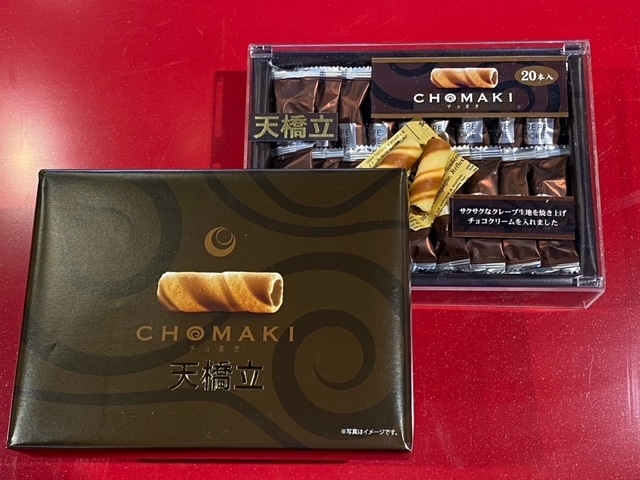 CHOMAKI
チョまき
20本入
天橋立
サクサクなクレープ生地を焼き上げ
チョコクリームを入れました
CHOMAKI
チョまき
天橋立
※写真はイメージです。